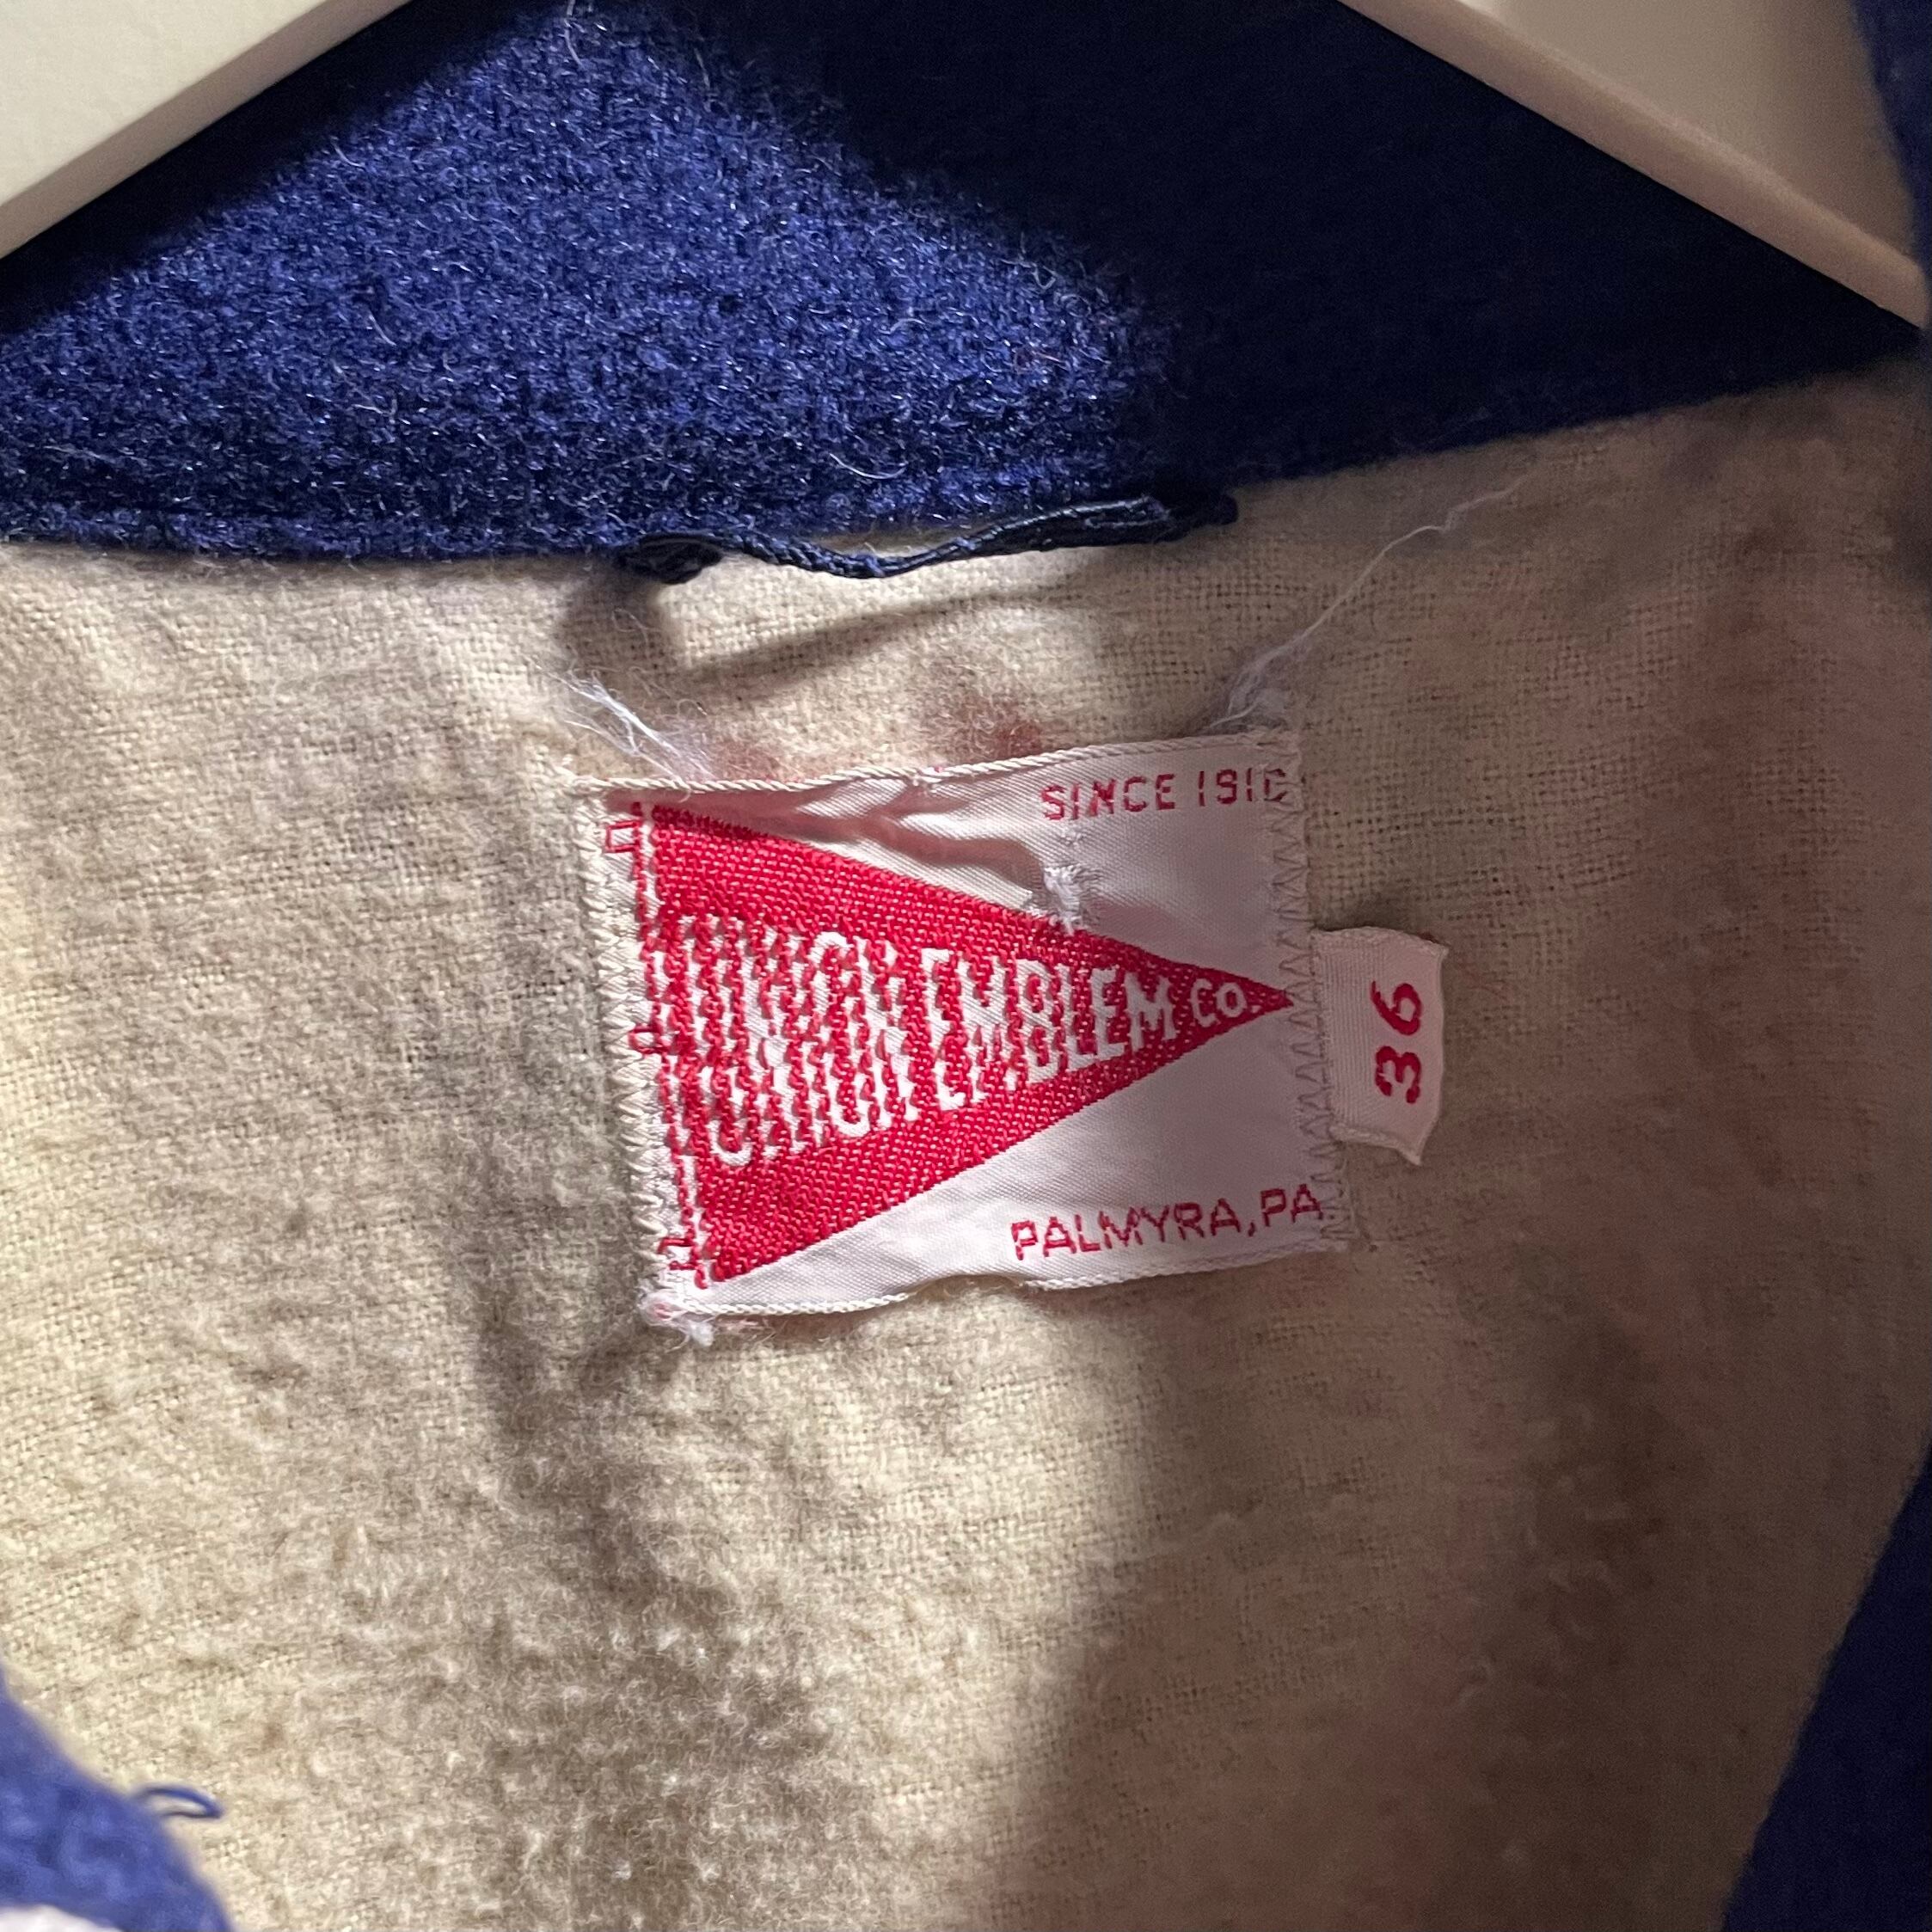 SINCE 1910
UNION EMBLEM CO.
PALMYRA, PA.
36